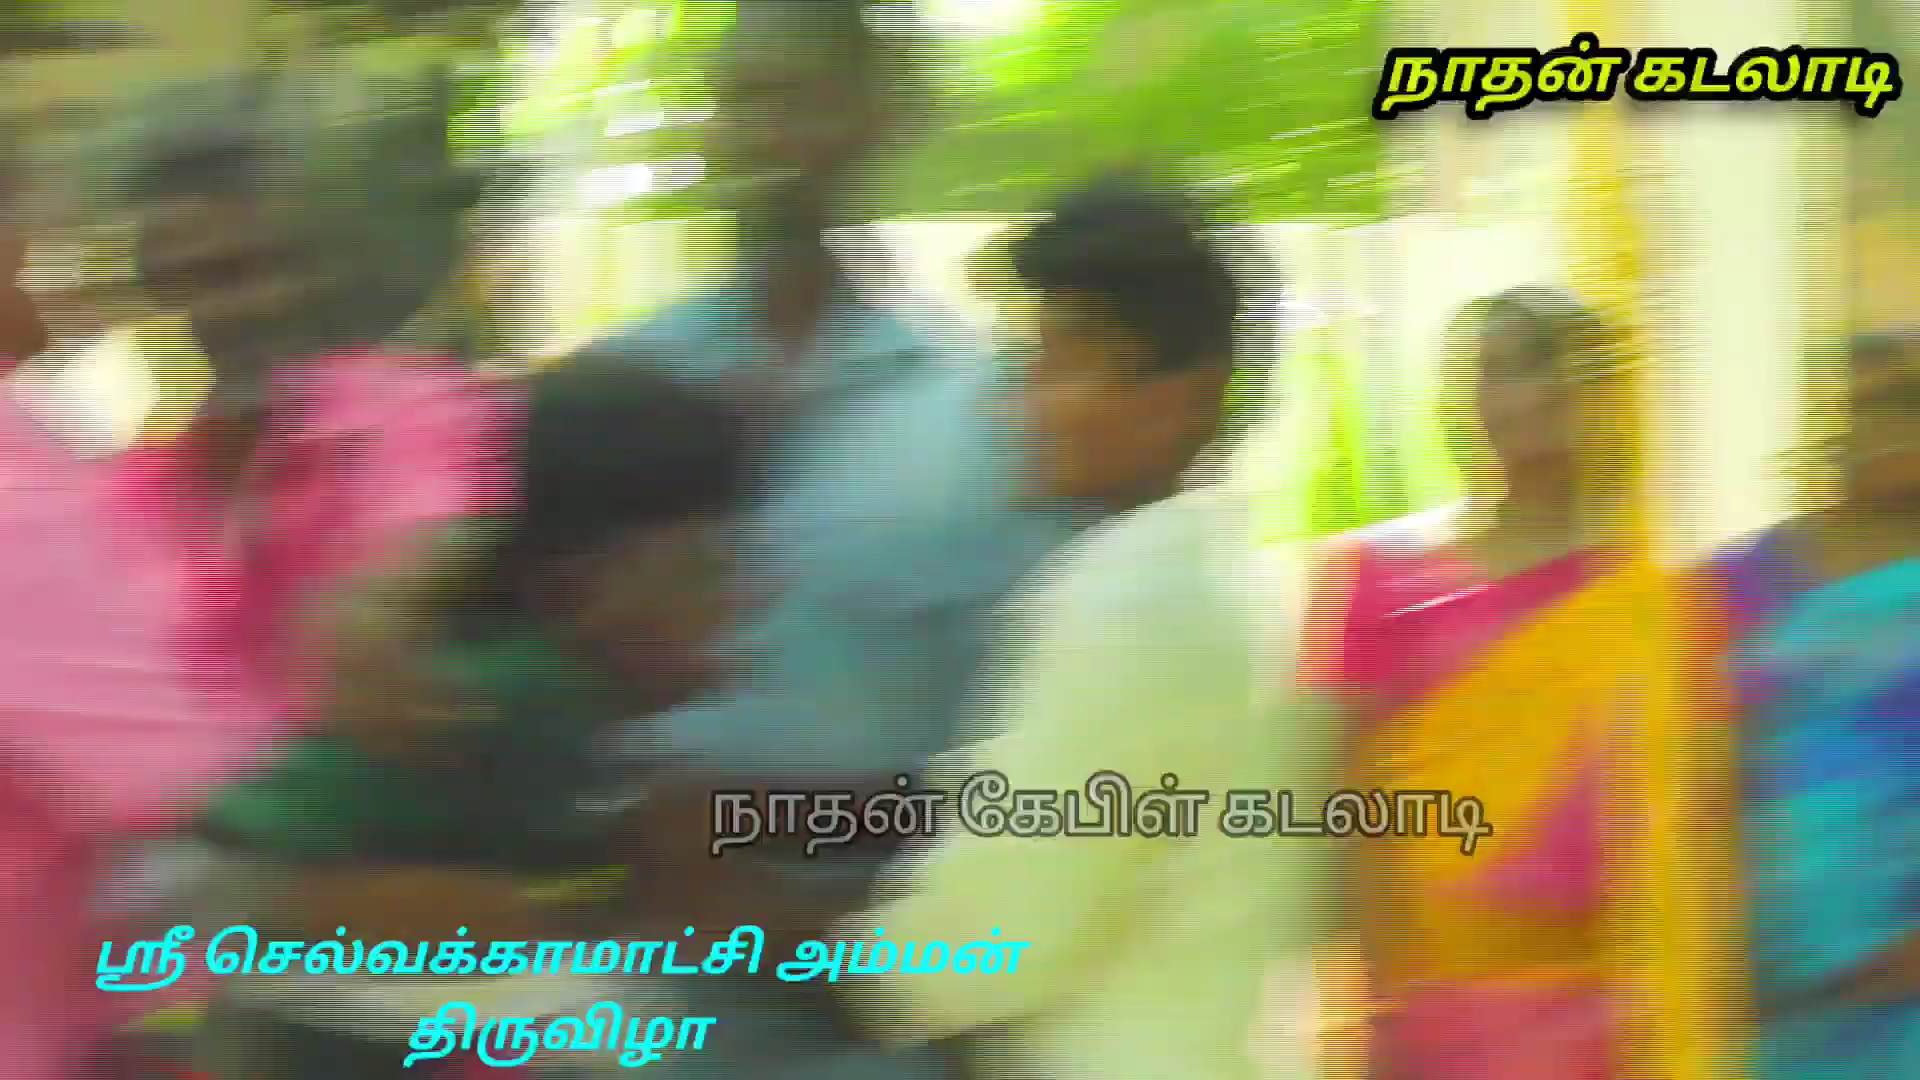 நாதன் கடலாடி
நாதன் கேபிள் கடலாடி
ஸ்ரீ செல்வக்காமாட்சி அம்மன்
திருவிழா